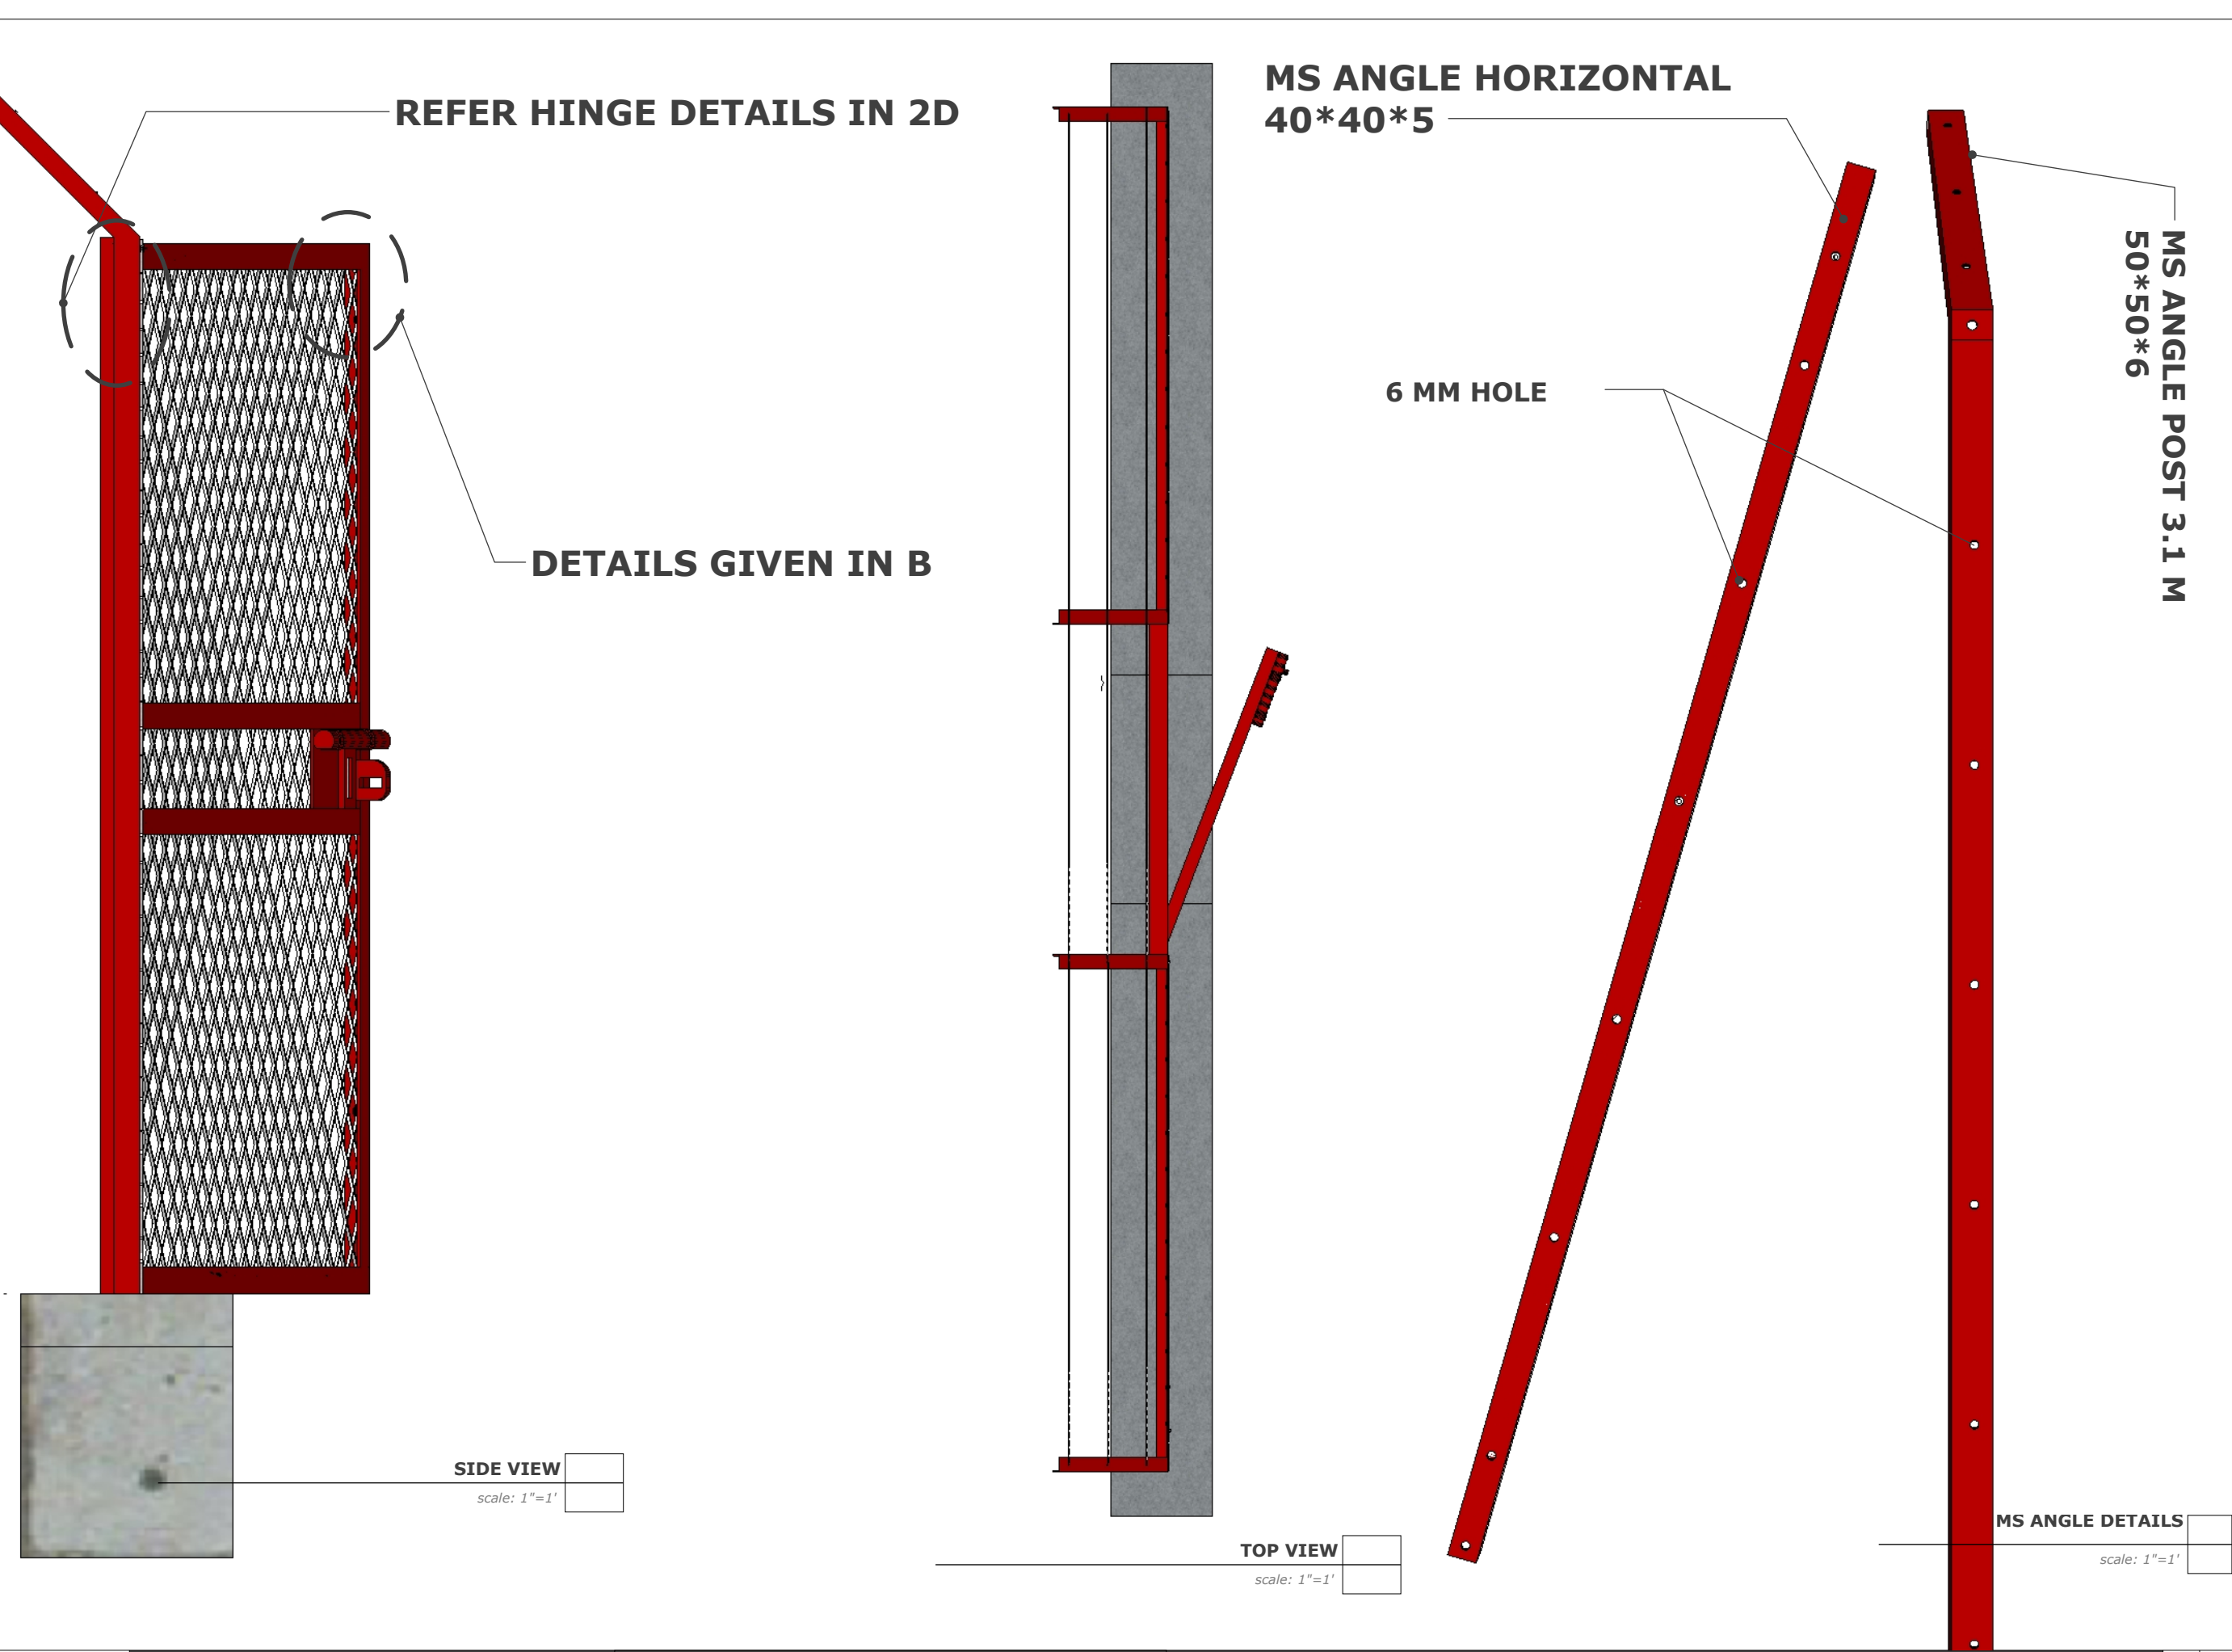 REFER HINGE DETAILS IN 2D
DETAILS GIVEN IN B
SIDE VIEW
scale: 1"=1'
TOP VIEW
scale: 1"=1'
MS ANGLE HORIZONTAL
40*40*5
6 MM HOLE
MS ANGLE POST 3.1 M
50*50*6
MS ANGLE DETAILS
scale: 1"=1'